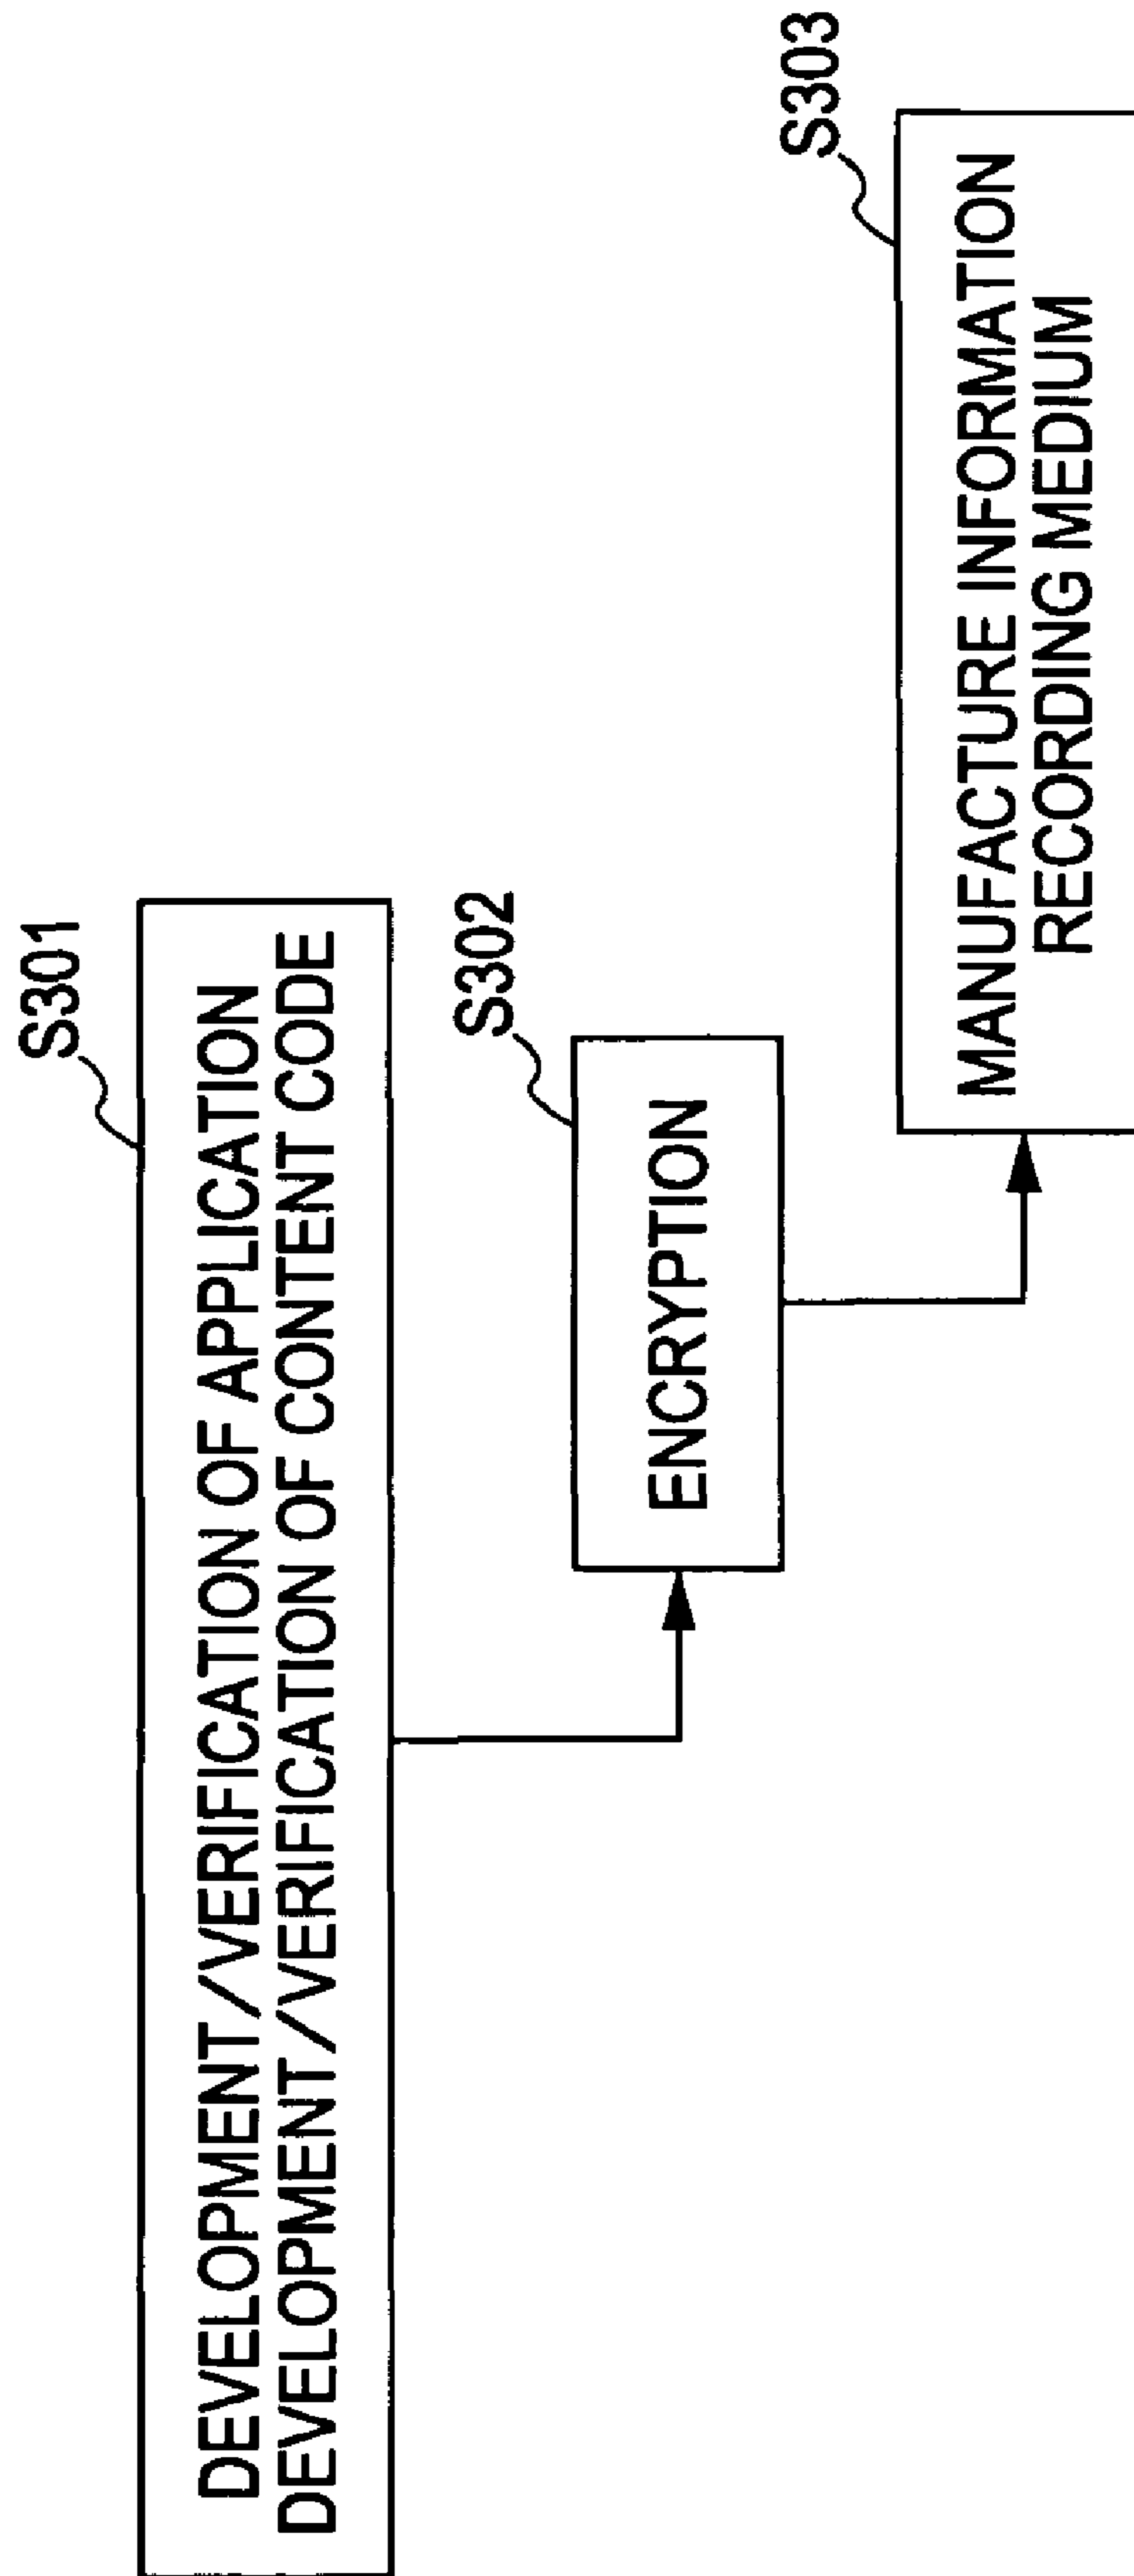 S301
DEVELOPMENT/VERIFICATION OF APPLICATION
DEVELOPMENT/VERIFICATION OF CONTENT CODE
S302
ENCRYPTION
S303
MANUFACTURE INFORMATION
RECORDING MEDIUM